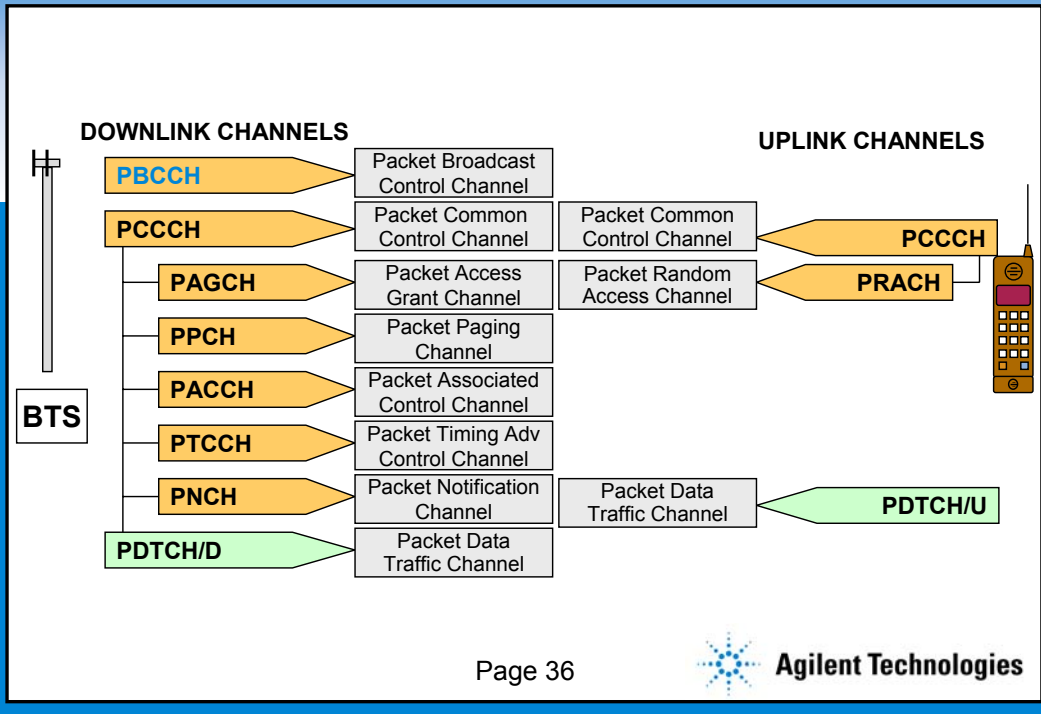 DOWNLINK CHANNELS
UPLINK CHANNELS
PBCCH
Packet Broadcast
Control Channel
PCCCH
Packet Common
Control Channel
Packet Common
Control Channel
PCCCH
PAGCH
Packet Access
Grant Channel
Packet Random
Access Channel
PRACH
PPCH
Packet Paging
Channel
PACCH
Packet Associated
Control Channel
BTS
PTCCH
Packet Timing Adv
Control Channel
PNCH
Packet Notification
Channel
Packet Data
Traffic Channel
PDTCH/U
PDTCH/D
Packet Data
Traffic Channel
Page 36
Agilent Technologies